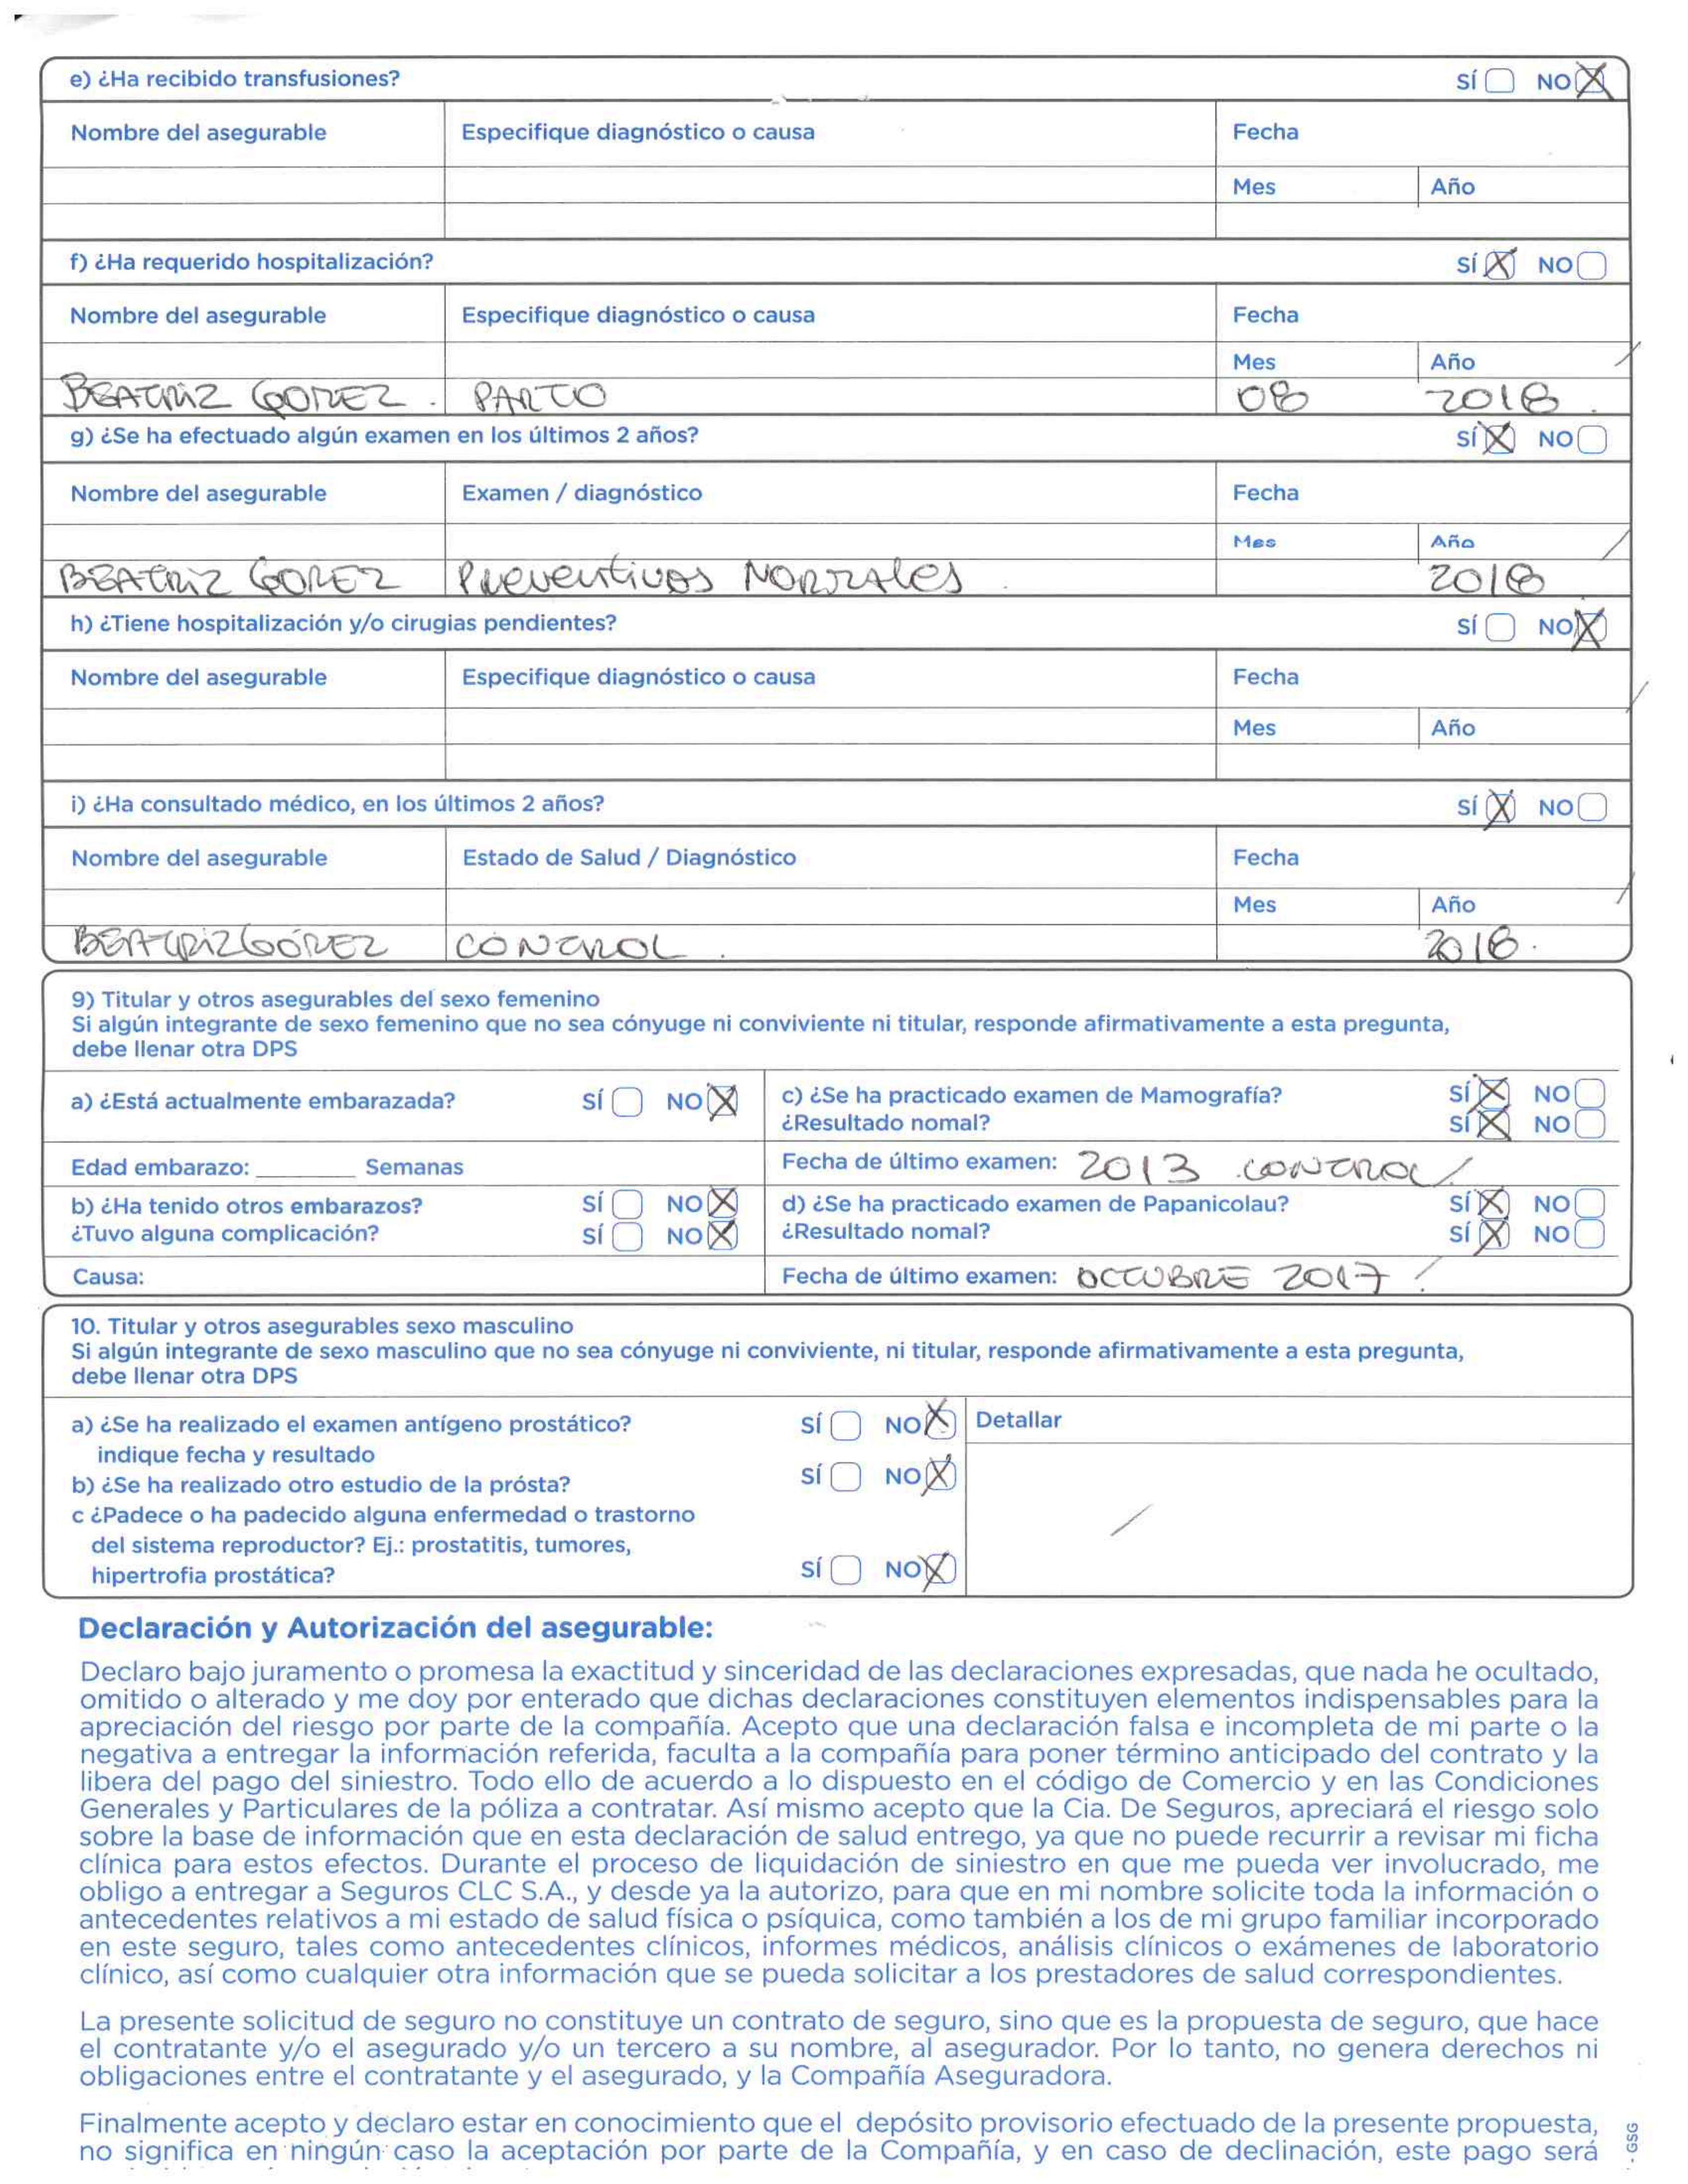 e) ¿Ha recibido transfusiones? SÍ NO X
Nombre del asegurable Especifique diagnóstico o causa Fecha
Mes Año
f) ¿Ha requerido hospitalización? SÍ X NO
Nombre del asegurable Especifique diagnóstico o causa Fecha
Mes Año
BEATRIZ GOMEZ. PARTO 08 2018.
g) ¿Se ha efectuado algún examen en los últimos 2 años? SÍ X NO
Nombre del asegurable Examen / diagnóstico Fecha
Mes Año
BEATRIZ GOMEZ Preventivos NORMALES. 2018
h) ¿Tiene hospitalización y/o cirugias pendientes? SÍ NO X
Nombre del asegurable Especifique diagnóstico o causa Fecha
Mes Año
i) ¿Ha consultado médico, en los últimos 2 años? SÍ X NO
Nombre del asegurable Estado de Salud / Diagnóstico Fecha
Mes Año
BEATRIZ GÓMEZ CONTROL. 2018.
9) Titular y otros asegurables del sexo femenino
Si algún integrante de sexo femenino que no sea cónyuge ni conviviente ni titular, responde afirmativamente a esta pregunta,
debe llenar otra DPS
a) ¿Está actualmente embarazada? SÍ NO X c) ¿Se ha practicado examen de Mamografía? SÍ X NO
¿Resultado nomal? SÍ X NO
Edad embarazo: ________ Semanas Fecha de último examen: 2013 CONTROL
b) ¿Ha tenido otros embarazos? SÍ NO X d) ¿Se ha practicado examen de Papanicolau? SÍ X NO
¿Tuvo alguna complicación? SÍ NO X ¿Resultado nomal? SÍ X NO
Causa: Fecha de último examen: OCTUBRE 2017
10. Titular y otros asegurables sexo masculino
Si algún integrante de sexo masculino que no sea cónyuge ni conviviente, ni titular, responde afirmativamente a esta pregunta,
debe llenar otra DPS
a) ¿Se ha realizado el examen antígeno prostático? SÍ NO X Detallar
indique fecha y resultado
b) ¿Se ha realizado otro estudio de la prósta? SÍ NO X
c ¿Padece o ha padecido alguna enfermedad o trastorno
del sistema reproductor? Ej.: prostatitis, tumores,
hipertrofia prostática? SÍ NO X
Declaración y Autorización del asegurable:
Declaro bajo juramento o promesa la exactitud y sinceridad de las declaraciones expresadas, que nada he ocultado,
omitido o alterado y me doy por enterado que dichas declaraciones constituyen elementos indispensables para la
apreciación del riesgo por parte de la compañía. Acepto que una declaración falsa e incompleta de mi parte o la
negativa a entregar la información referida, faculta a la compañía para poner término anticipado del contrato y la
libera del pago del siniestro. Todo ello de acuerdo a lo dispuesto en el código de Comercio y en las Condiciones
Generales y Particulares de la póliza a contratar. Así mismo acepto que la Cia. De Seguros, apreciará el riesgo solo
sobre la base de información que en esta declaración de salud entrego, ya que no puede recurrir a revisar mi ficha
clínica para estos efectos. Durante el proceso de liquidación de siniestro en que me pueda ver involucrado, me
obligo a entregar a Seguros CLC S.A., y desde ya la autorizo, para que en mi nombre solicite toda la información o
antecedentes relativos a mi estado de salud física o psíquica, como también a los de mi grupo familiar incorporado
en este seguro, tales como antecedentes clínicos, informes médicos, análisis clínicos o exámenes de laboratorio
clínico, así como cualquier otra información que se pueda solicitar a los prestadores de salud correspondientes.
La presente solicitud de seguro no constituye un contrato de seguro, sino que es la propuesta de seguro, que hace
el contratante y/o el asegurado y/o un tercero a su nombre, al asegurador. Por lo tanto, no genera derechos ni
obligaciones entre el contratante y el asegurado, y la Compañía Aseguradora.
Finalmente acepto y declaro estar en conocimiento que el depósito provisorio efectuado de la presente propuesta,
no significa en ningún caso la aceptación por parte de la Compañía, y en caso de declinación, este pago será
- GSG